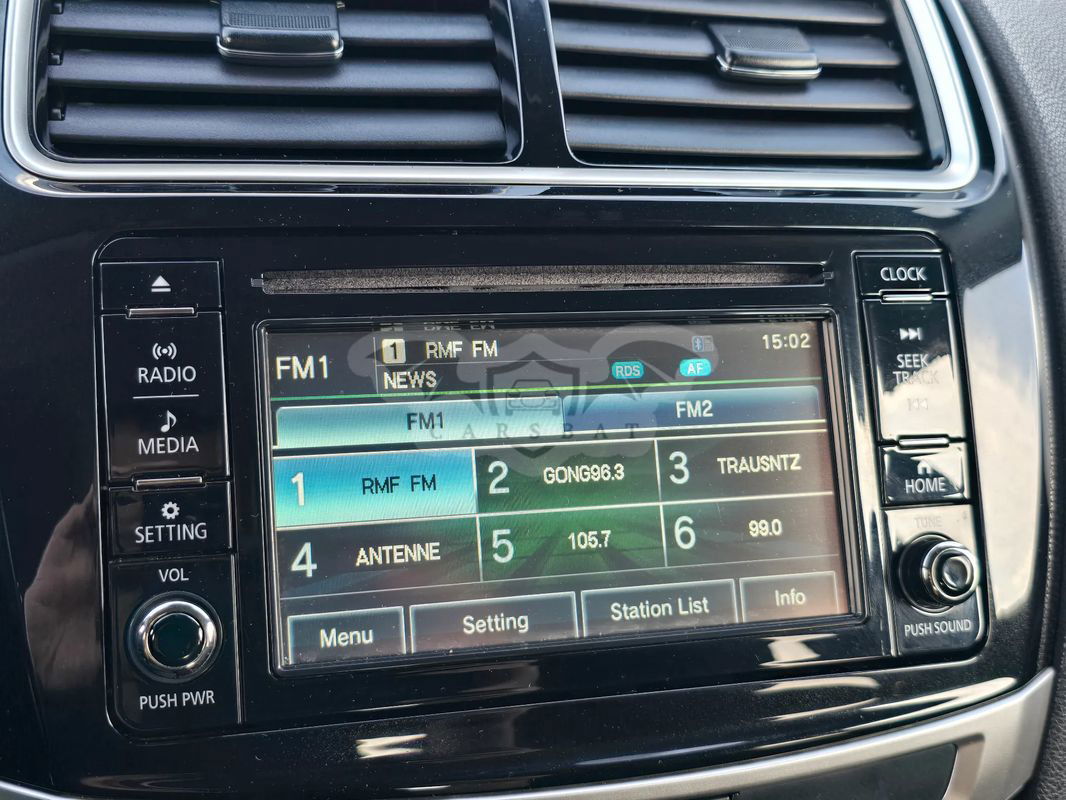 CLOCK
RADIO
MEDIA
SETTING
VOL
PUSH PWR
SEEK
TRACK
HOME
TUNE
PUSH SOUND
FM1
1 RMF FM
15:02
NEWS
RDS AF
FM1 FM2
CARSBAT
1 RMF FM 2 GONG96.3 3 TRAUSNTZ
4 ANTENNE 5 105.7 6 99.0
Menu Setting Station List Info